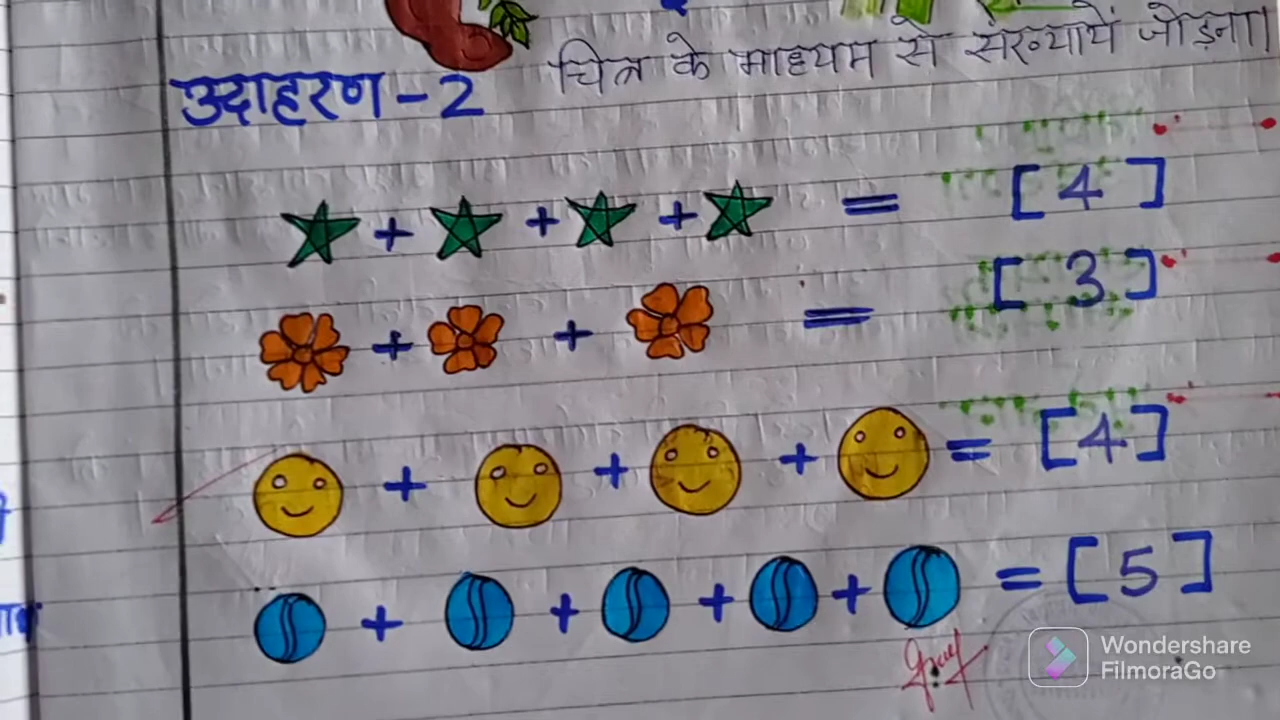 उदाहरण - 2 चित्र के माध्यम से संख्यायें जोड़ना।
+ + + = [ 4 ]
+ + = [ 3 ]
+ + + = [ 4 ]
+ + + + = [ 5 ]
Wondershare
FilmoraGo